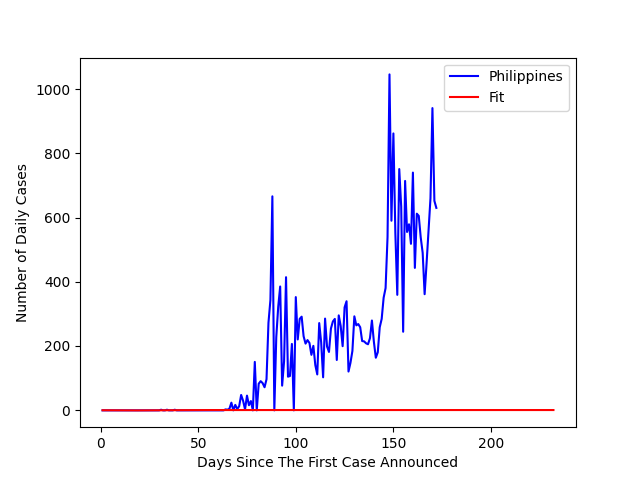 Philippines
Fit
1000
800
600
400
200
0
Number of Daily Cases
0 50 100 150 200
Days Since The First Case Announced